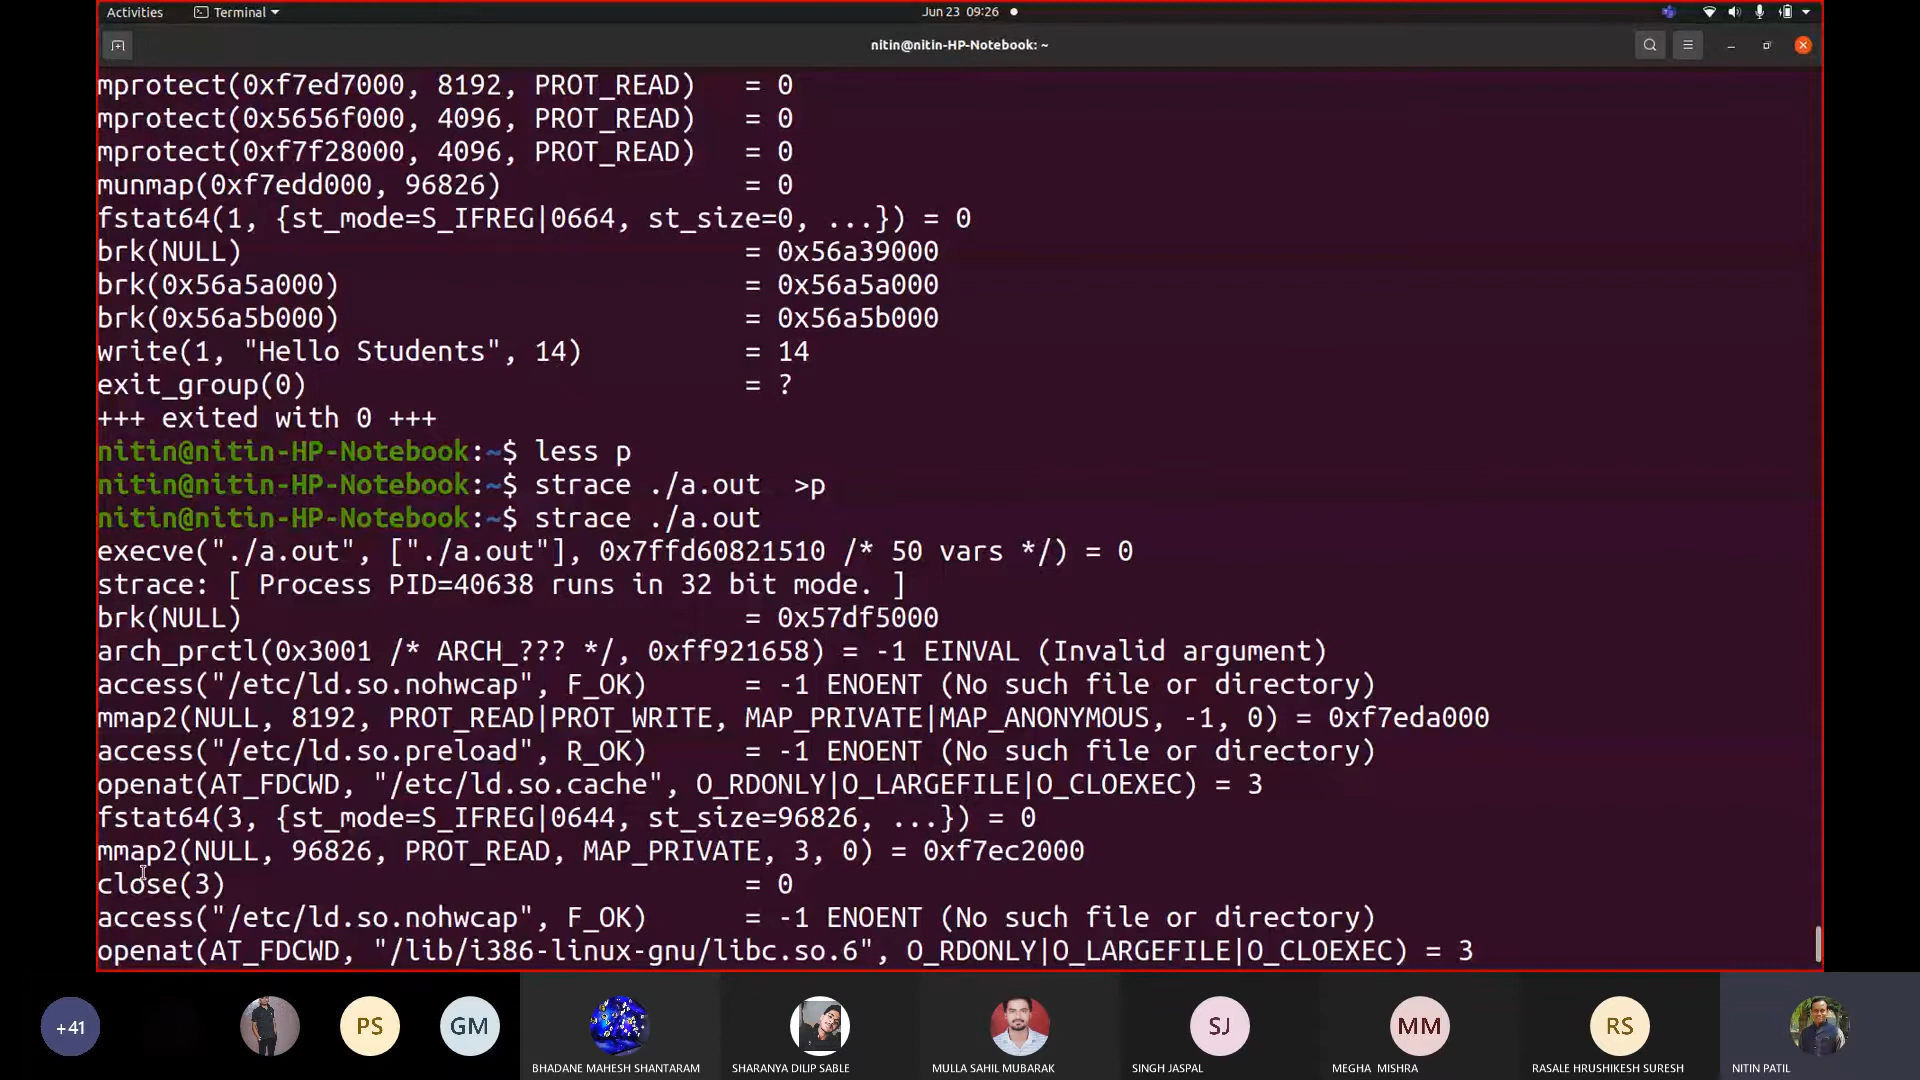 Activities Terminal Jun 23 09:26
nitin@nitin-HP-Notebook: ~
mprotect(0xf7ed7000, 8192, PROT_READ) = 0
mprotect(0x5656f000, 4096, PROT_READ) = 0
mprotect(0xf7f28000, 4096, PROT_READ) = 0
munmap(0xf7edd000, 96826) = 0
fstat64(1, {st_mode=S_IFREG|0664, st_size=0, ...}) = 0
brk(NULL) = 0x56a39000
brk(0x56a5a000) = 0x56a5a000
brk(0x56a5b000) = 0x56a5b000
write(1, "Hello Students", 14) = 14
exit_group(0) = ?
+++ exited with 0 +++
nitin@nitin-HP-Notebook:~$ less p
nitin@nitin-HP-Notebook:~$ strace ./a.out >p
nitin@nitin-HP-Notebook:~$ strace ./a.out
execve("./a.out", ["./a.out"], 0x7ffd60821510 /* 50 vars */) = 0
strace: [ Process PID=40638 runs in 32 bit mode. ]
brk(NULL) = 0x57df5000
arch_prctl(0x3001 /* ARCH_??? */, 0xff921658) = -1 EINVAL (Invalid argument)
access("/etc/ld.so.nohwcap", F_OK) = -1 ENOENT (No such file or directory)
mmap2(NULL, 8192, PROT_READ|PROT_WRITE, MAP_PRIVATE|MAP_ANONYMOUS, -1, 0) = 0xf7eda000
access("/etc/ld.so.preload", R_OK) = -1 ENOENT (No such file or directory)
openat(AT_FDCWD, "/etc/ld.so.cache", O_RDONLY|O_LARGEFILE|O_CLOEXEC) = 3
fstat64(3, {st_mode=S_IFREG|0644, st_size=96826, ...}) = 0
mmap2(NULL, 96826, PROT_READ, MAP_PRIVATE, 3, 0) = 0xf7ec2000
close(3) = 0
access("/etc/ld.so.nohwcap", F_OK) = -1 ENOENT (No such file or directory)
openat(AT_FDCWD, "/lib/i386-linux-gnu/libc.so.6", O_RDONLY|O_LARGEFILE|O_CLOEXEC) = 3
+41 PS GM SJ MM RS
BHADANE MAHESH SHANTARAM SHARANYA DILIP SABLE MULLA SAHIL MUBARAK SINGH JASPAL MEGHA MISHRA RASALE HRUSHIKESH SURESH NITIN PATIL